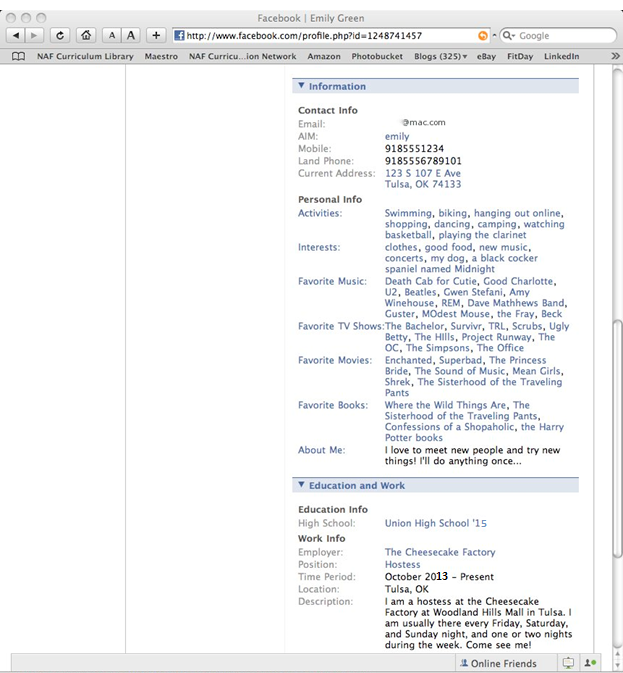 Facebook | Emily Green
A A + http://www.facebook.com/profile.php?id=1248741457 Google
NAF Curriculum Library Maestro NAF Curricu...ion Network Amazon Photobucket Blogs (325) eBay FitDay LinkedIn »
Information
Contact Info
Email: @mac.com
AIM: emily
Mobile: 9185551234
Land Phone: 9185556789101
Current Address: 123 S 107 E Ave
Tulsa, OK 74133
Personal Info
Activities: Swimming, biking, hanging out online,
shopping, dancing, camping, watching
basketball, playing the clarinet
Interests: clothes, good food, new music,
concerts, my dog, a black cocker
spaniel named Midnight
Favorite Music: Death Cab for Cutie, Good Charlotte,
U2, Beatles, Gwen Stefani, Amy
Winehouse, REM, Dave Mathhews Band,
Guster, MOdest Mouse, the Fray, Beck
Favorite TV Shows: The Bachelor, Survivr, TRL, Scrubs, Ugly
Betty, The HIlls, Project Runway, The
OC, The Simpsons, The Office
Favorite Movies: Enchanted, Superbad, The Princess
Bride, The Sound of Music, Mean Girls,
Shrek, The Sisterhood of the Traveling
Pants
Favorite Books: Where the Wild Things Are, The
Sisterhood of the Traveling Pants,
Confessions of a Shopaholic, the Harry
Potter books
About Me: I love to meet new people and try new
things! I'll do anything once...
Education and Work
Education Info
High School: Union High School '15
Work Info
Employer: The Cheesecake Factory
Position: Hostess
Time Period: October 2013 - Present
Location: Tulsa, OK
Description: I am a hostess at the Cheesecake
Factory at Woodland Hills Mall in Tulsa. I
am usually there every Friday, Saturday,
and Sunday night, and one or two nights
during the week. Come see me!
Online Friends 1